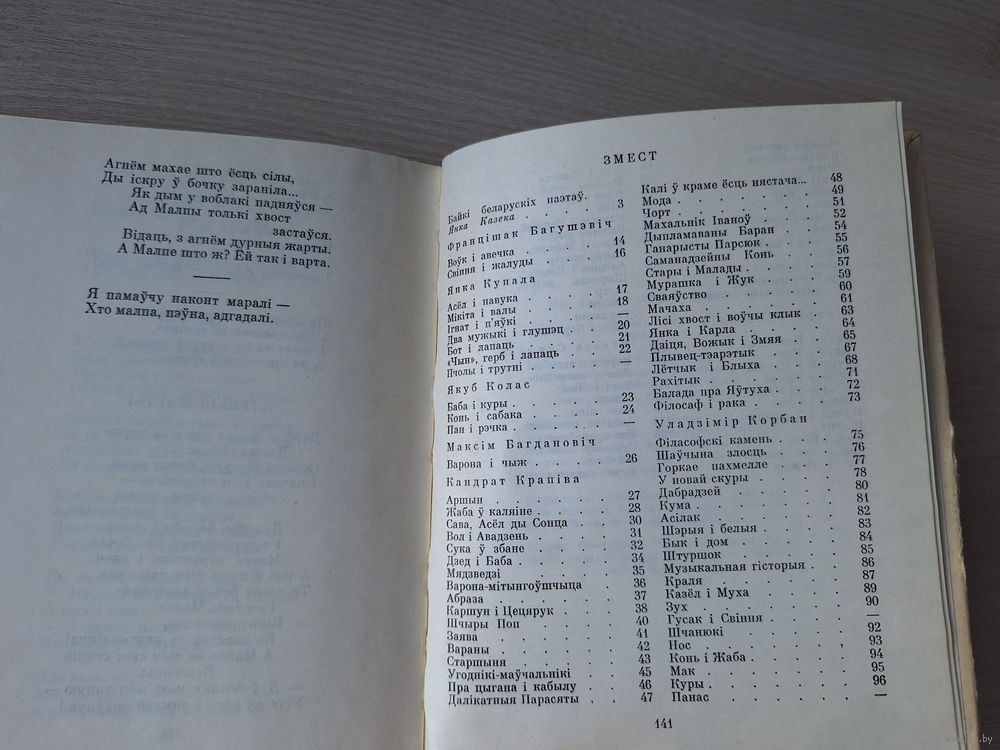 Агнём махае што ёсць сілы,
Ды іскру ў бочку зараніла...
Як дым у воблакі падняўся —
Ад Малпы толькі хвост
застаўся.
Відаць, з агнём дурныя жарты.
А Малпе што ж? Ёй так і варта.
Я памаўчу наконт маралі —
Хто малпа, пэўна, адгадалі.
ЗМЕСТ
Байкі беларускіх паэтаў.
Янка Казека . . . . . 3
Францішак Багушэвіч
Воўк і авечка . . . . 14
Свіння і жалуды . . . . 16
Янка Купала
Асёл і навука . . . . 17
Мікіта і валы . . . . 18
Ігнат і п'яўкі . . . . —
Два мужыкі і глушэц . . 20
Бот і лапаць . . . . 21
«Чын», герб і лапаць . . 22
Пчолы і трутні . . . . —
Якуб Колас
Баба і куры . . . . . 23
Конь і сабака . . . . 24
Пан і рэчка . . . . . —
Максім Багдановіч
Варона і чыж . . . . 26
Кандрат Крапіва
Аршын . . . . . . 27
Жаба ў каляіне . . . . 28
Сава, Асёл ды Сонца . . 30
Вол і Авадзень . . . . 31
Сука ў збане . . . . 32
Дзед і Баба . . . . . 34
Мядзведзі . . . . . 35
Варона-мітынгоўшчыца . 36
Абраза . . . . . . 37
Каршун і Цецярук . . . 38
Шчыры Поп . . . . . 40
Заява . . . . . . 41
Вараны . . . . . . 42
Старшыня . . . . . 43
Угоднікі-маўчальнікі . . 45
Пра цыгана і кабылу . . 46
Далікатныя Парасяты . . 47
Калі ў краме ёсць нястача... 48
Мода . . . . . . . 49
Чорт . . . . . . . 51
Махальнік Іваноў . . . 52
Дыпламаваны Баран . . 54
Ганарысты Парсюк . . . 55
Саманадзейны Конь . . . 56
Стары і Малады . . . . 57
Мурашка і Жук . . . . 59
Сваяўство . . . . . 60
Мачаха . . . . . . 61
Лісі хвост і воўчы клык . 63
Янка і Карла . . . . 64
Дзіця, Вожык і Змяя . . 65
Плывец-тэарэтык . . . 67
Лётчык і Блыха . . . . 68
Рахітык . . . . . . 71
Балада пра Яўтуха . . . 72
Філосаф і рака . . . . 73
Уладзімір Корбан
Філасофскі камень . . . 75
Шаўчына злосць . . . 76
Горкае пахмелле . . . . 77
У новай скуры . . . . 78
Дабрадзей . . . . . 80
Кума . . . . . . . 81
Асілак . . . . . . 82
Шэрыя і белыя . . . . 83
Бык і дом . . . . . 84
Штуршок . . . . . . 85
Музыкальная гісторыя . . 86
Краля . . . . . . . 87
Казёл і Муха . . . . 89
Зух . . . . . . . 90
Гусак і Свіння . . . . —
Шчанюкі . . . . . . 92
Нос . . . . . . . 93
Конь і Жаба . . . . . 94
Мак . . . . . . . 95
Куры . . . . . . . 96
Панас . . . . . . . —
141